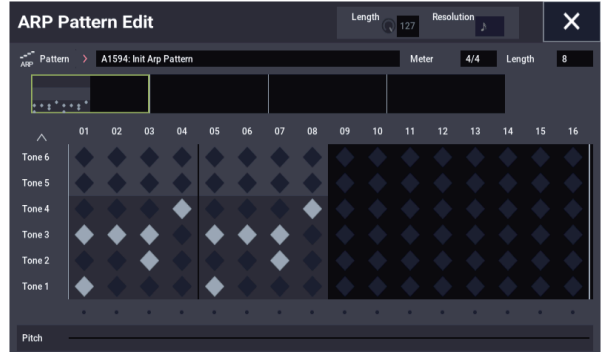 ARP Pattern Edit
Length 127 Resolution
ARP Pattern > A1594: Init Arp Pattern Meter 4/4 Length 8
01 02 03 04 05 06 07 08 09 10 11 12 13 14 15 16
Tone 6
Tone 5
Tone 4
Tone 3
Tone 2
Tone 1
Pitch